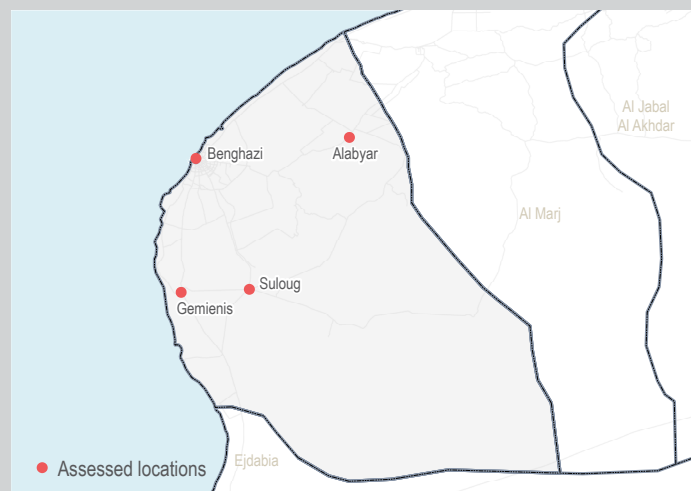 Al Jabal
Al Akhdar
Benghazi
Alabyar
Al Marj
Suloug
Gemienis
Ejdabia
Assessed locations